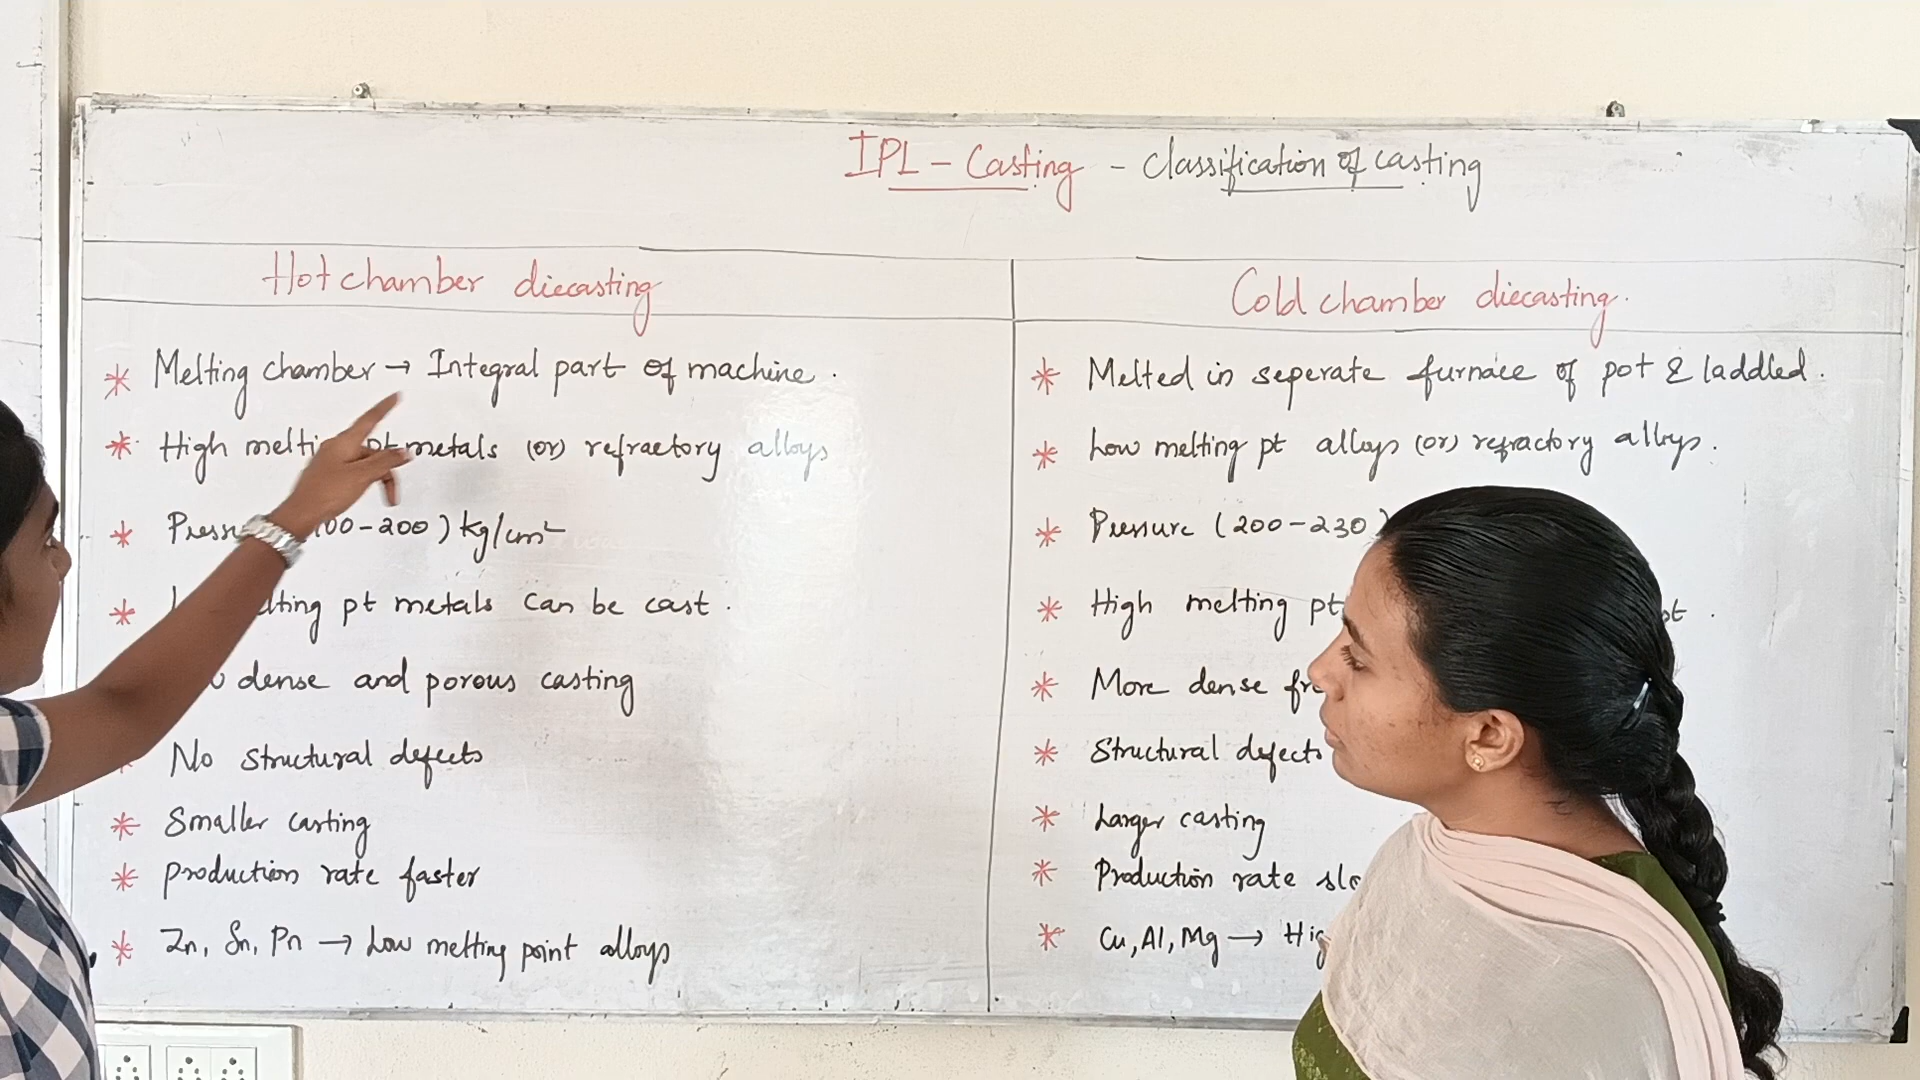 IPL - Casting - Classification of casting
Hot chamber diecasting
Melting chamber → Integral part of machine.
High pt metals (or) refractory alloys
00-200) kg/cm²
pt metals can be cast.
dense and porous casting
No structural defects
Smaller casting
production rate faster
Zn, Sn, Pn → Low melting point alloys
Cold chamber diecasting.
Melted in seperate furnace of pot & laddled.
Low melting pt alloys (or) refractory alloys.
Pressure (200-230)
High melting pt
More dense
Structural defects
Larger casting
Production rate
Cu, Al, Mg →